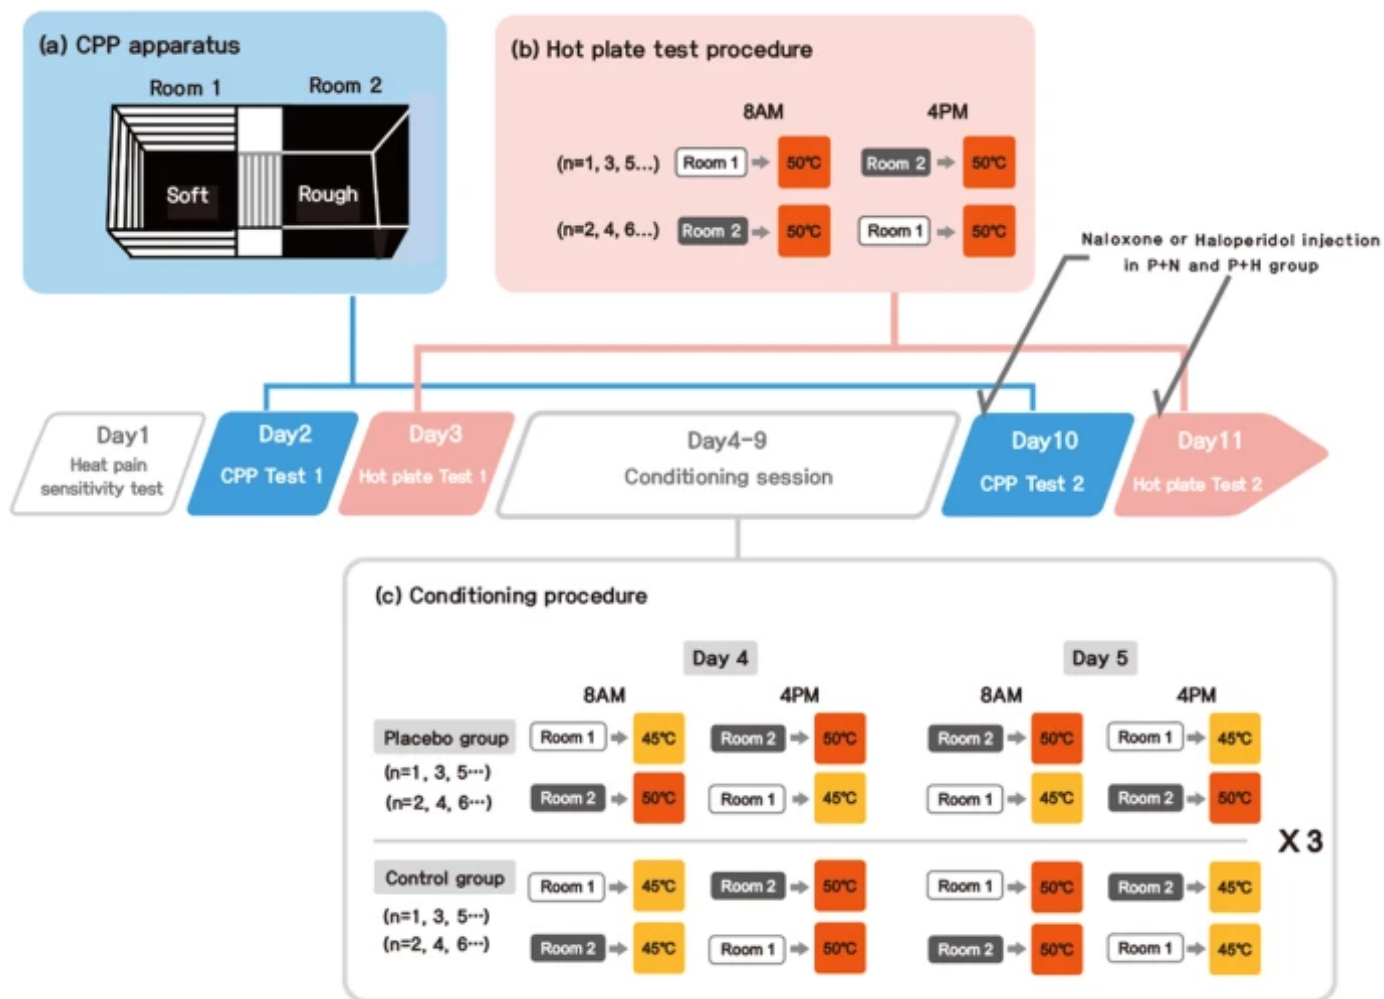 (a) CPP apparatus
Room 1 Room 2
Soft Rough
(b) Hot plate test procedure
8AM 4PM
(n=1, 3, 5...) Room 1 50℃ Room 2 50℃
(n=2, 4, 6...) Room 2 50℃ Room 1 50℃
Naloxone or Haloperidol injection
in P+N and P+H group
Day1
Heat pain
sensitivity test
Day2
CPP Test 1
Day3
Hot plate Test 1
Day4-9
Conditioning session
Day10
CPP Test 2
Day11
Hot plate Test 2
(c) Conditioning procedure
Day 4 Day 5
8AM 4PM 8AM 4PM
Placebo group
(n=1, 3, 5···) Room 1 45℃ Room 2 50℃ Room 2 50℃ Room 1 45℃
(n=2, 4, 6···) Room 2 50℃ Room 1 45℃ Room 1 45℃ Room 2 50℃
X 3
Control group
(n=1, 3, 5···) Room 1 45℃ Room 2 50℃ Room 1 50℃ Room 2 45℃
(n=2, 4, 6···) Room 2 45℃ Room 1 50℃ Room 2 50℃ Room 1 45℃